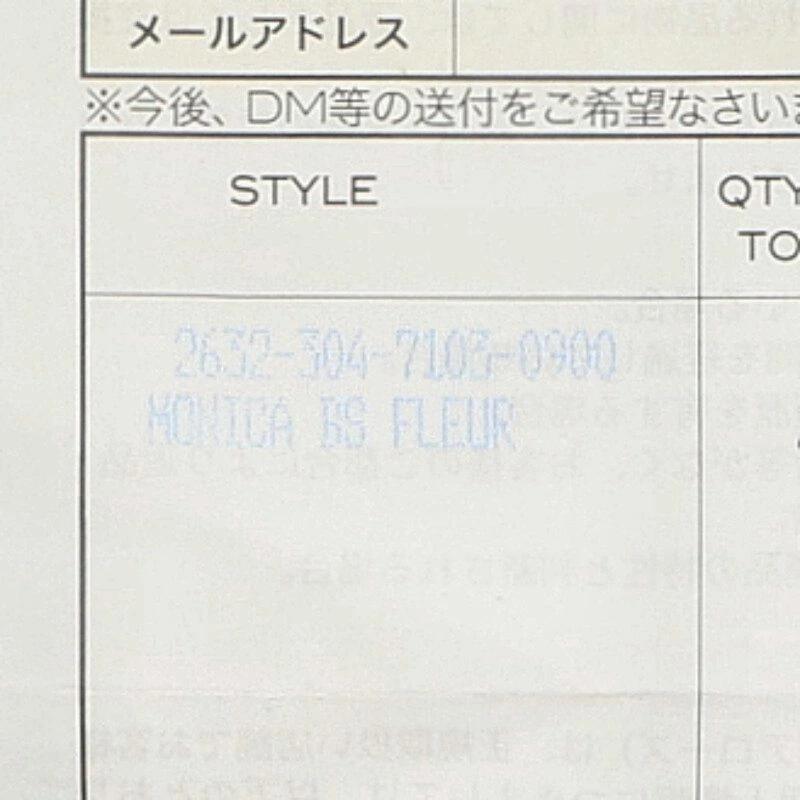 メールアドレス
※今後、DM等の送付をご希望なさいま
STYLE
QTY
TO
2632-304-7103-0900
MONICA BS FLEUR